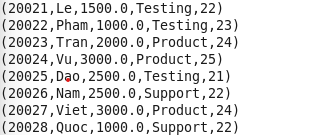 (20021,Le,1500.0,Testing,22)
(20022,Pham,1000.0,Testing,23)
(20023,Tran,2000.0,Product,24)
(20024,Vu,3000.0,Product,25)
(20025,Dao,2500.0,Testing,21)
(20026,Nam,2500.0,Support,22)
(20027,Viet,3000.0,Product,24)
(20028,Quoc,1000.0,Support,22)